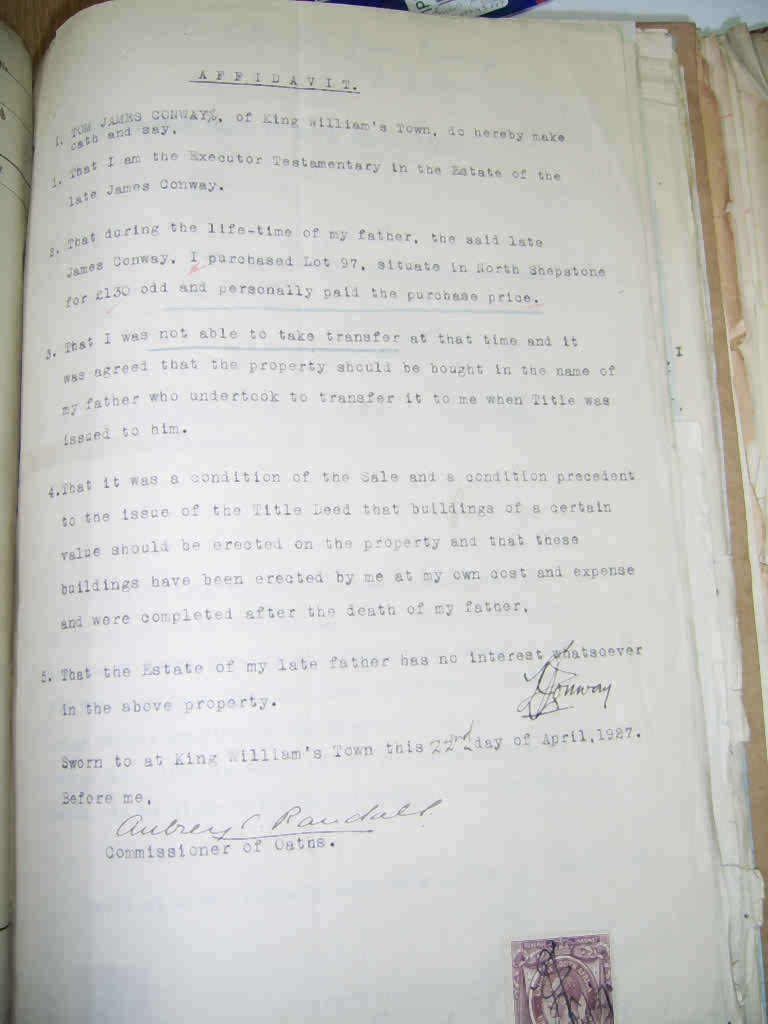 AFFIDAVIT.
I, TOM JAMES CONWAY, of King William's Town, do hereby make
oath and say,
1. That I am the Executor Testamentary in the Estate of the
late James Conway.
2. That during the life-time of my father, the said late
James Conway, I purchased Lot 97, situate in North Shepstone
for £130 odd and personally paid the purchase price.
3. That I was not able to take transfer at that time and it
was agreed that the property should be bought in the name of
my father who undertook to transfer it to me when Title was
issued to him.
4. That it was a condition of the Sale and a condition precedent
to the issue of the Title Deed that buildings of a certain
value should be erected on the property and that these
buildings have been erected by me at my own cost and expense
and were completed after the death of my father.
5. That the Estate of my late father has no interest whatsoever
in the above property.
Conway
Sworn to at King William's Town this 22nd day of April, 1927.
Before me,
Aubrey C. Randall
Commissioner of Oaths.